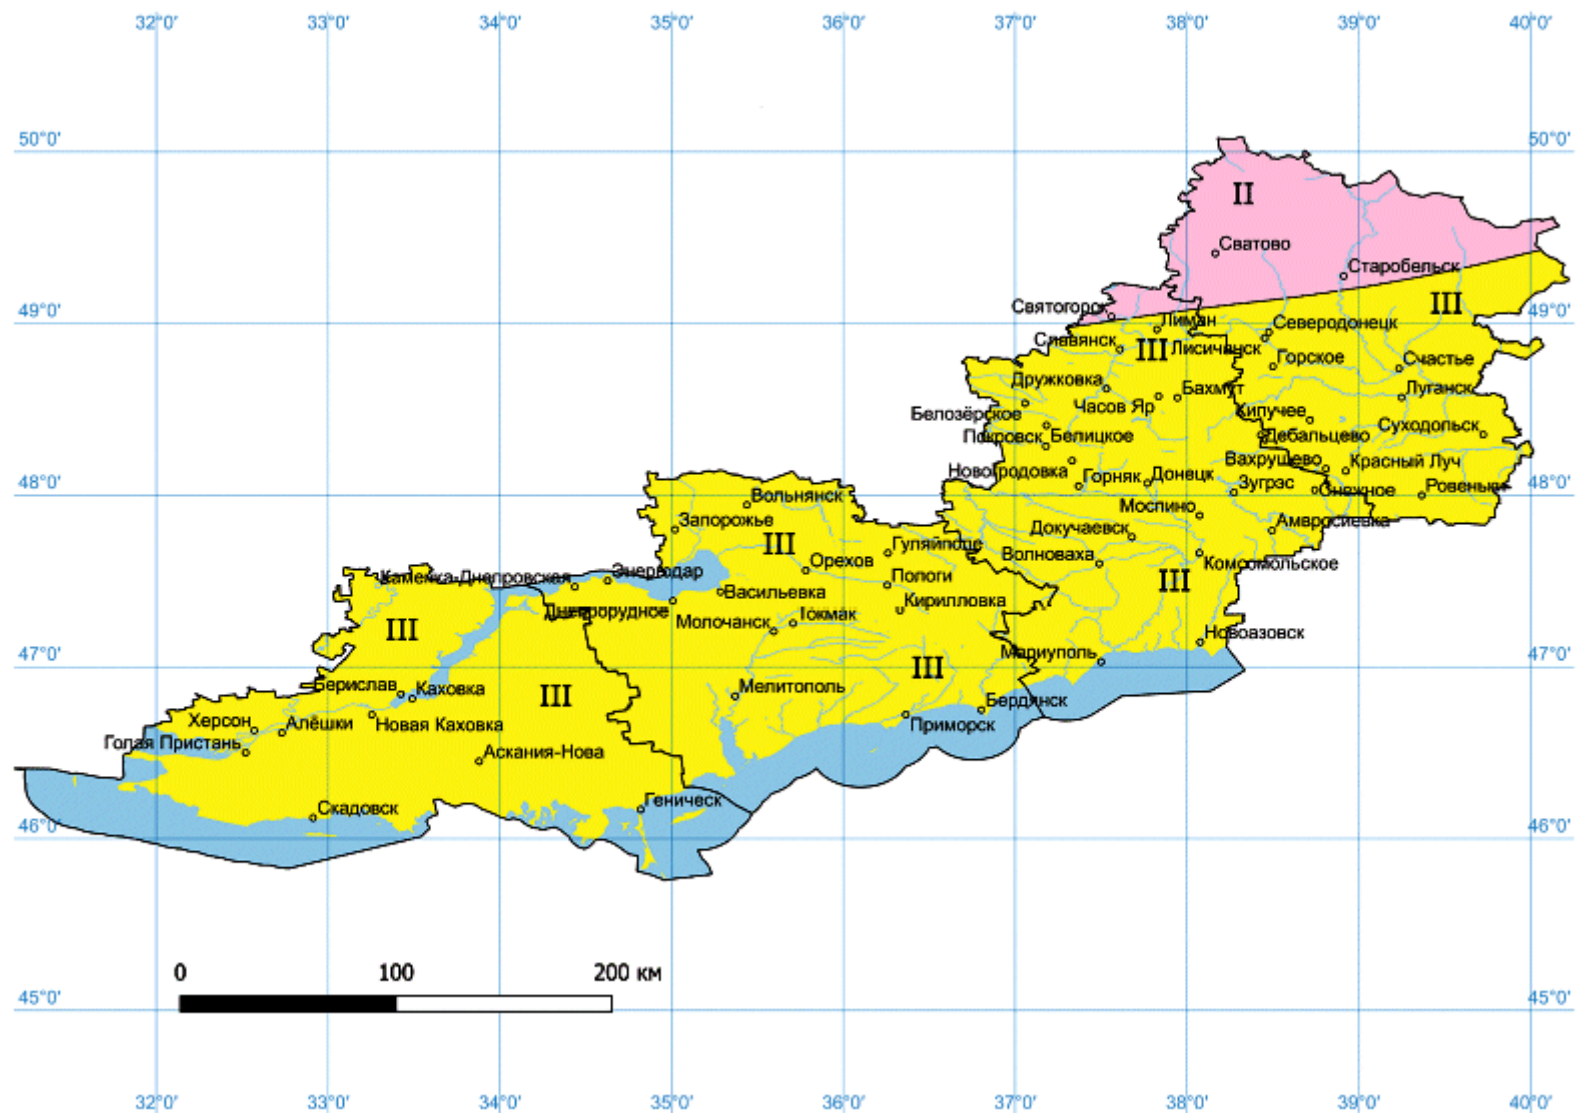 32°0' 33°0' 34°0' 35°0' 36°0' 37°0' 38°0' 39°0' 40°0'
50°0' 50°0'
II
Сватово
Старобельск
49°0' Святогорск III 49°0'
Лиман Северодонецк
Славянск III Лисичанск
Горское Счастье
Дружковка Бахмут Луганск
Белозёрское Часов Яр Кипучее
Покровск Белицкое Дебальцево Суходольск
Вахрушево Красный Луч
48°0' Новогродовка Горняк Донецк Зугрэс Снежное Ровеньки 48°0'
Вольнянск Моспино
Запорожье Докучаевск Амвросиевка
III Гуляйполе Волноваха
Орехов Комсомольское
Каменка-Днепровская Энергодар Пологи III
Васильевка Кирилловка
Днепрорудное
Молочанск Токмак
III Новоазовск
47°0' Мариуполь 47°0'
III III
Берислав Каховка Мелитополь
Бердянск
Херсон Алёшки Новая Каховка Приморск
Голая Пристань
Аскания-Нова
Скадовск Геническ
46°0' 46°0'
0 100 200 км
45°0' 45°0'
32°0' 33°0' 34°0' 35°0' 36°0' 37°0' 38°0' 39°0' 40°0'